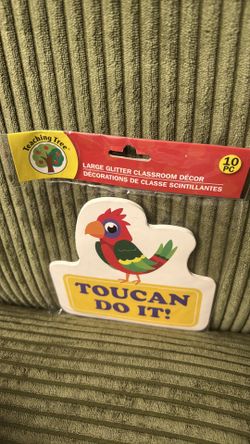 Teaching Tree
LARGE GLITTER CLASSROOM DÉCOR
DÉCORATIONS DE CLASSE SCINTILLANTES
10
PC
TOUCAN
DO IT!